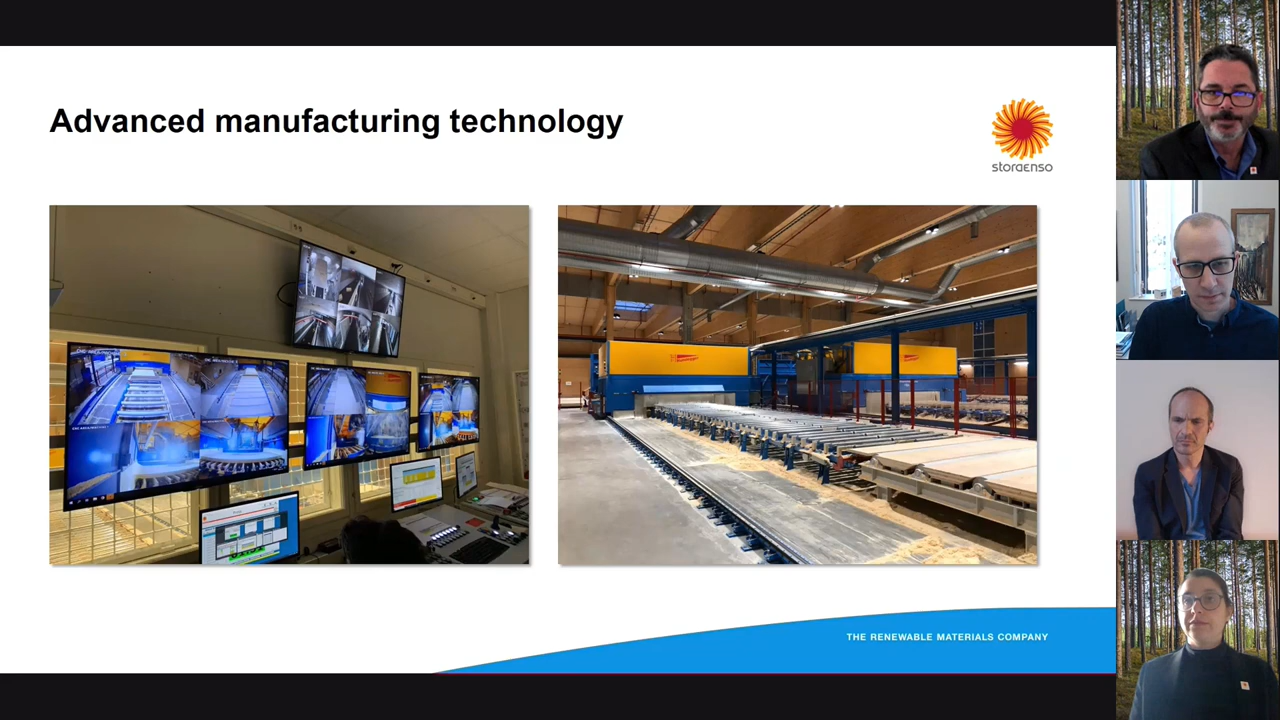 Advanced manufacturing technology
storaenso
THE RENEWABLE MATERIALS COMPANY